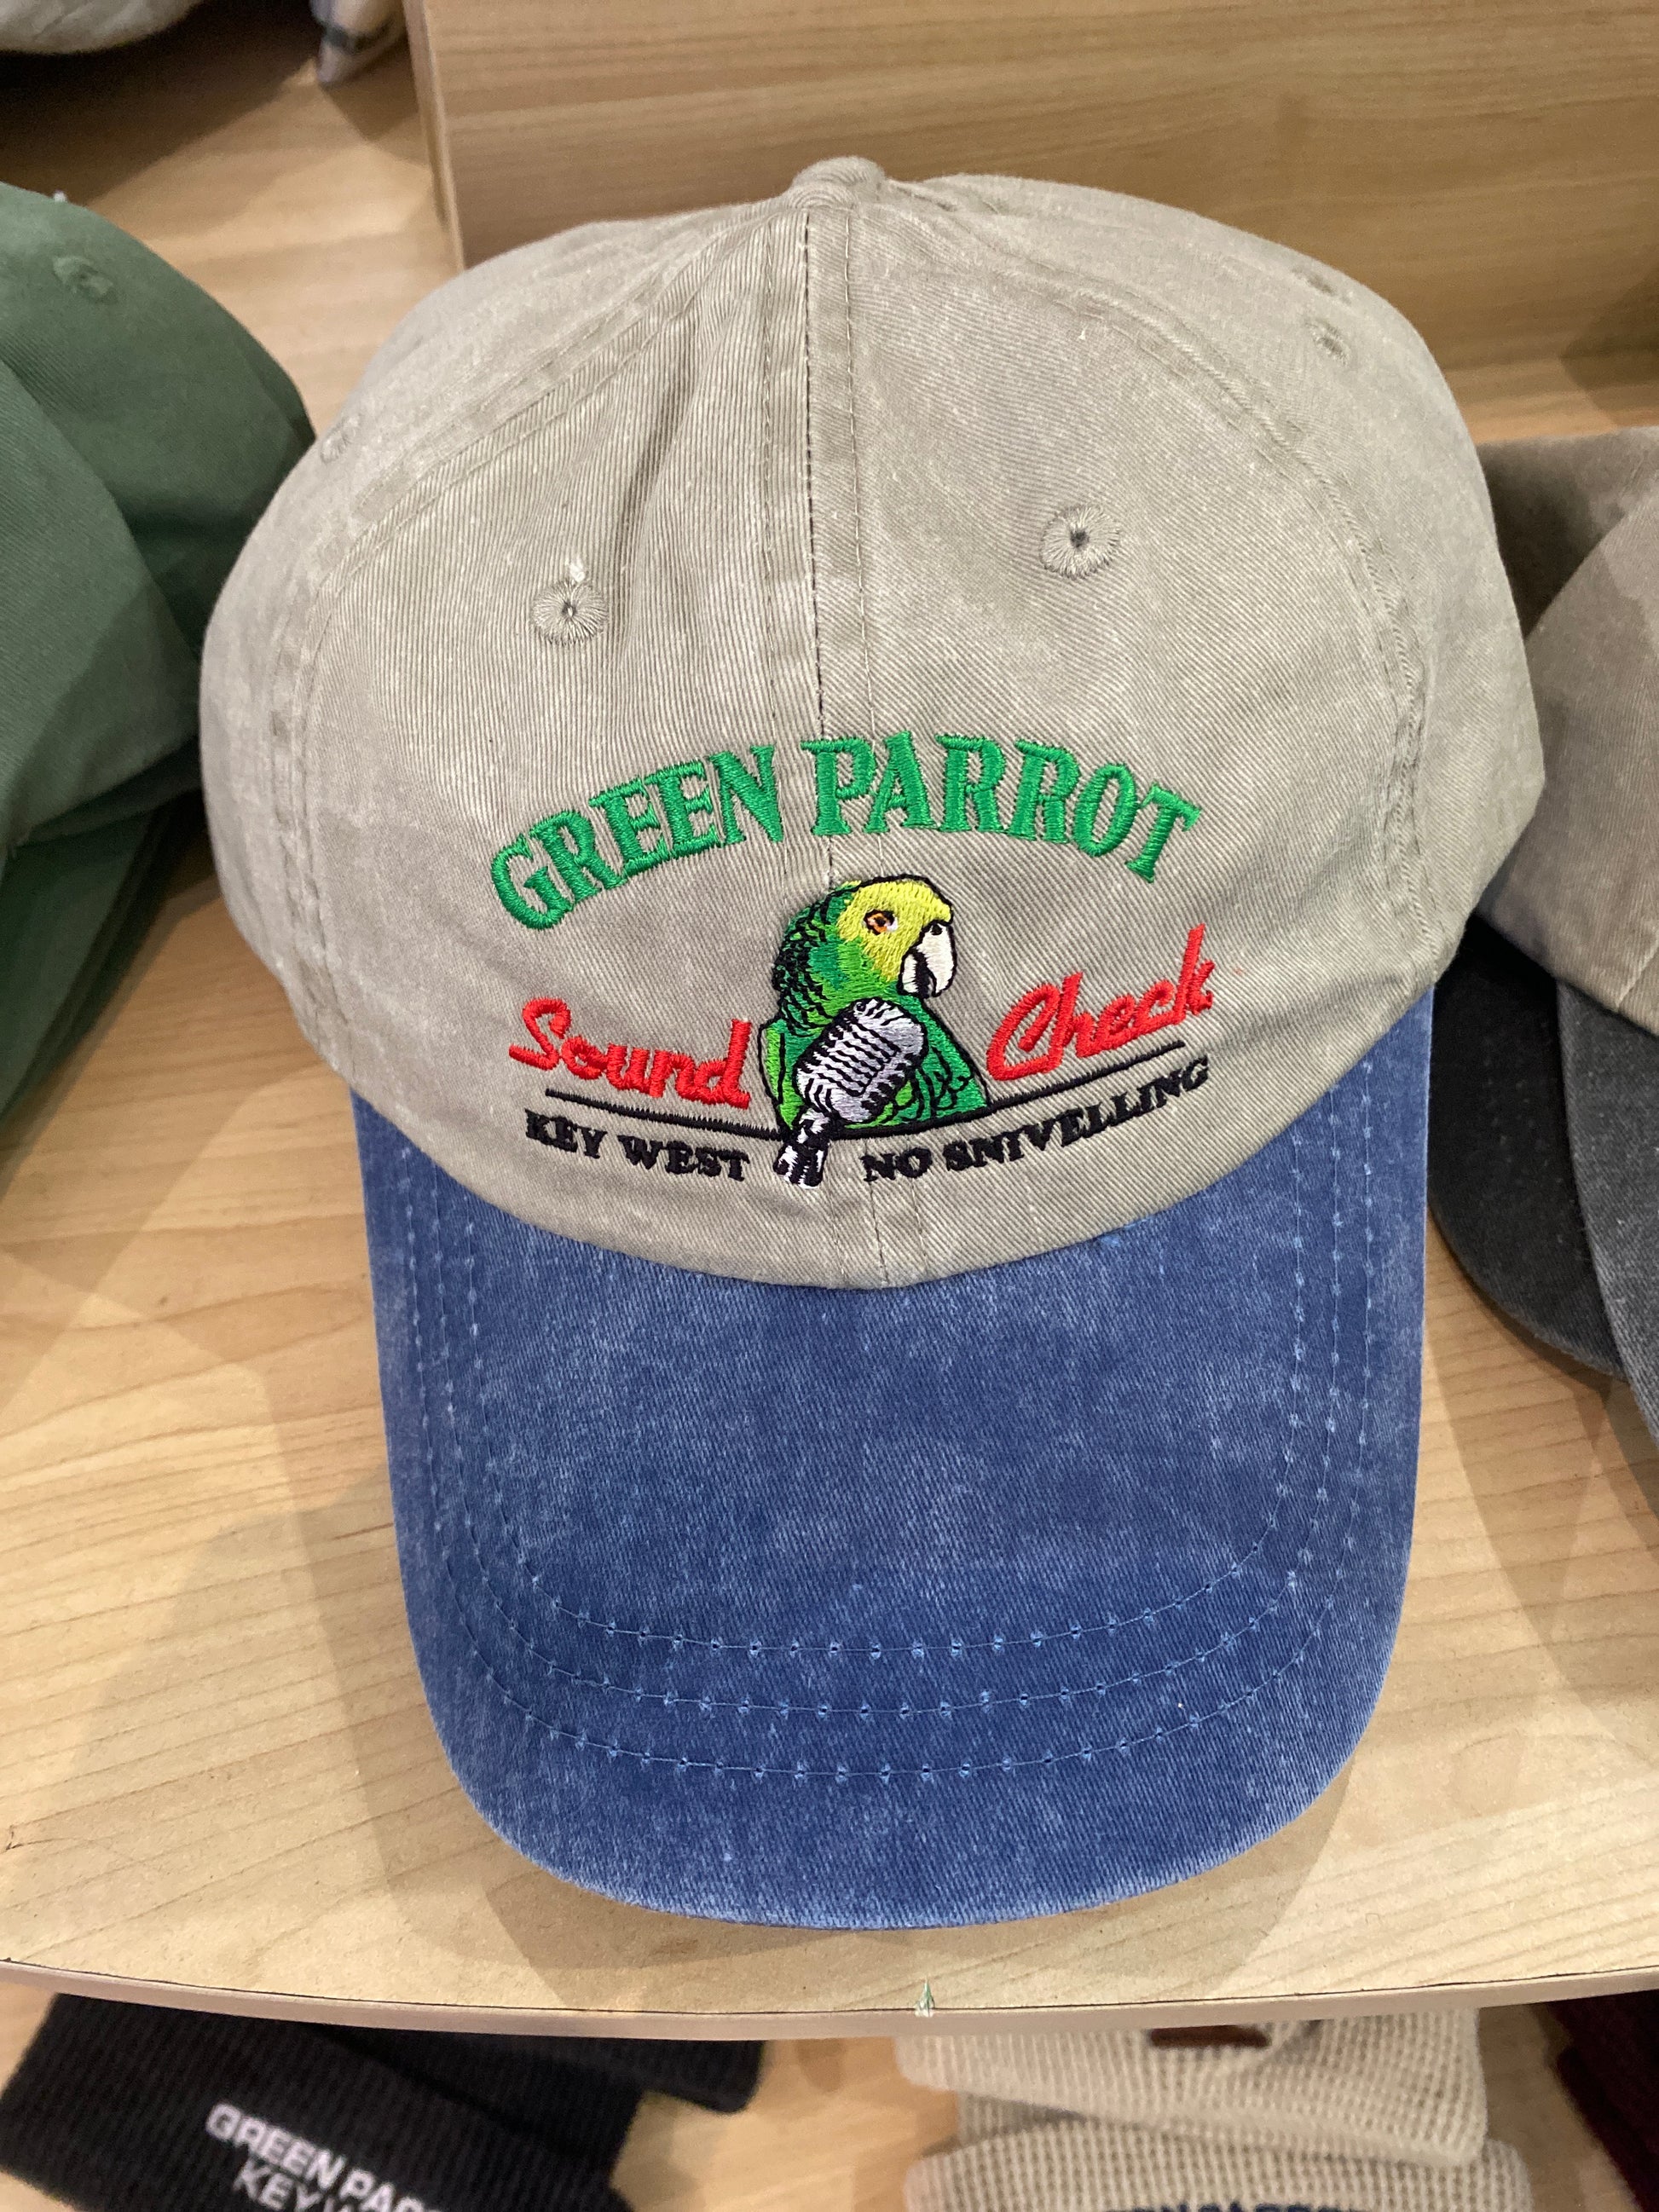 GREEN PARROT
Sound Check
KEY WEST NO SNIVELLING
GREEN PAR
KEY